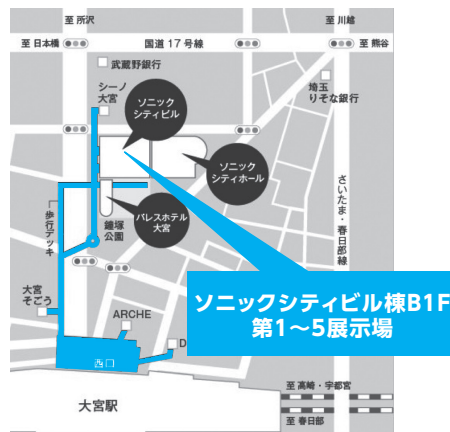 至 所沢
至 川越
至 日本橋
国道 17 号線
至 熊谷
武蔵野銀行
シーノ
大宮
埼玉
りそな銀行
ソニック
シティビル
ソニック
シティホール
パレスホテル
大宮
鐘塚
公園
歩行デッキ
さいたま・春日部線
ソニックシティビル棟B1F
第1～5展示場
大宮
そごう
ARCHE
D
西口
大宮駅
至 高崎・宇都宮
至 春日部